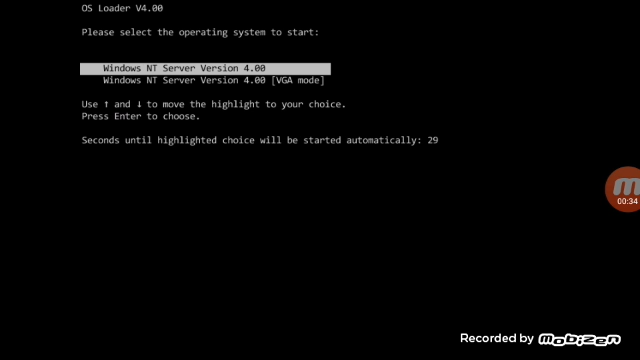 OS Loader V4.00
Please select the operating system to start:
Windows NT Server Version 4.00
Windows NT Server Version 4.00 [VGA mode]
Use ↑ and ↓ to move the highlight to your choice.
Press Enter to choose.
Seconds until highlighted choice will be started automatically: 29
00:34
Recorded by mobizen